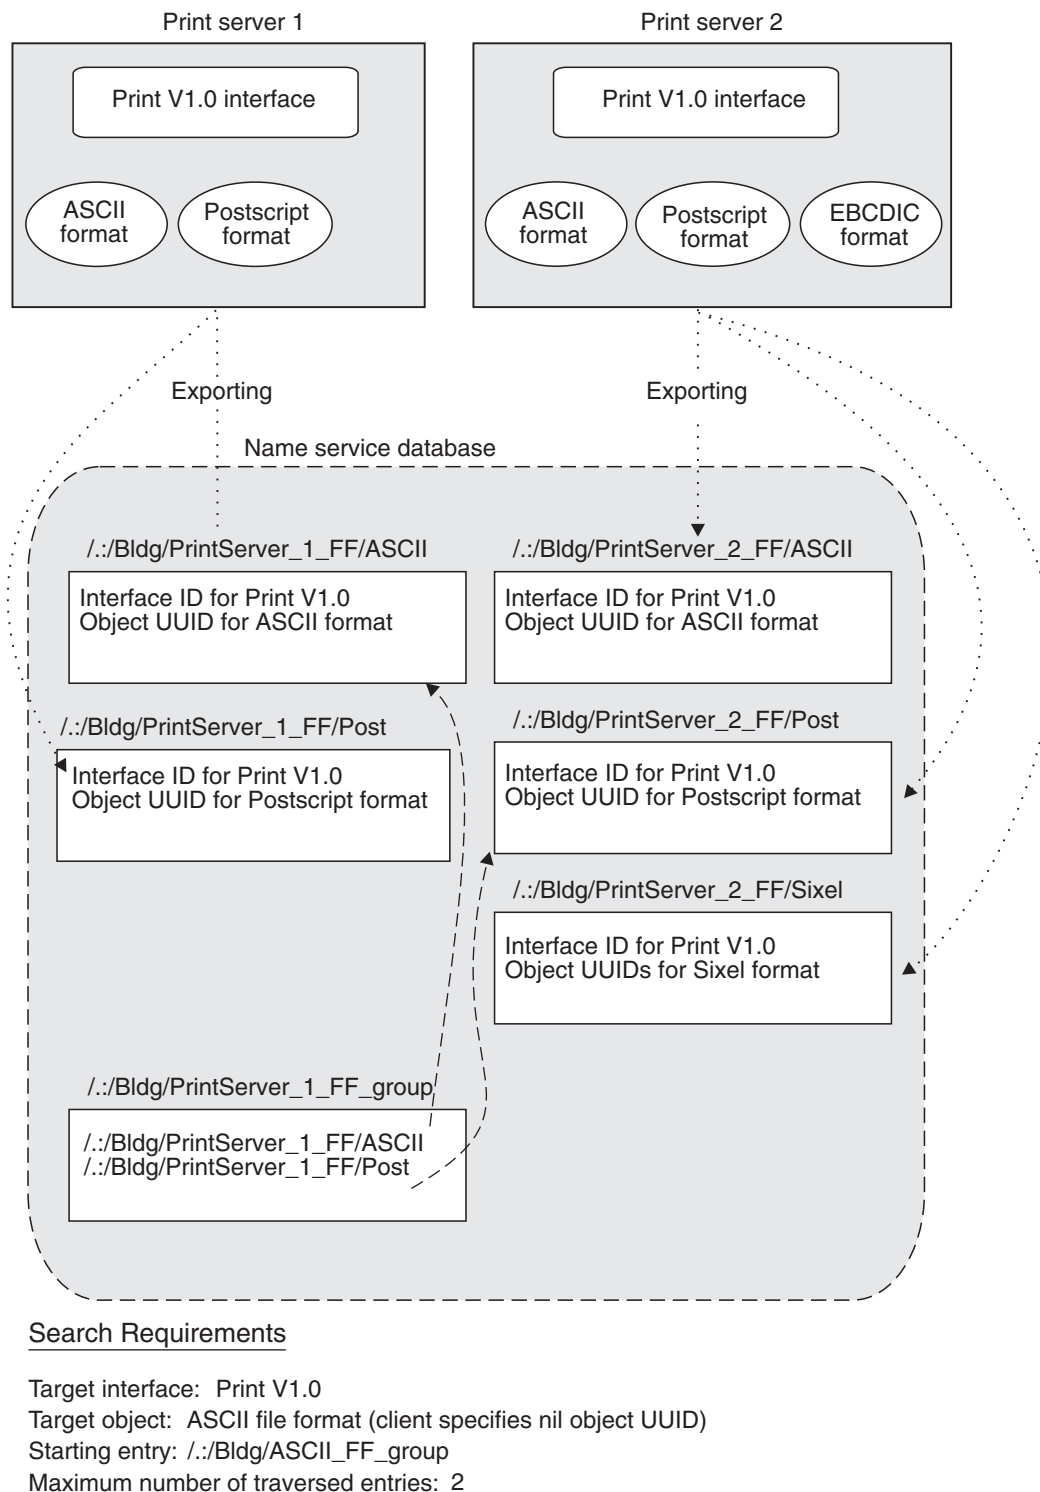 Print server 1
Print server 2
Print V1.0 interface
Print V1.0 interface
ASCII
format
Postscript
format
ASCII
format
Postscript
format
EBCDIC
format
Exporting
Exporting
Name service database
/.:/Bldg/PrintServer_1_FF/ASCII
Interface ID for Print V1.0
Object UUID for ASCII format
/.:/Bldg/PrintServer_2_FF/ASCII
Interface ID for Print V1.0
Object UUID for ASCII format
/.:/Bldg/PrintServer_1_FF/Post
Interface ID for Print V1.0
Object UUID for Postscript format
/.:/Bldg/PrintServer_2_FF/Post
Interface ID for Print V1.0
Object UUID for Postscript format
/.:/Bldg/PrintServer_2_FF/Sixel
Interface ID for Print V1.0
Object UUIDs for Sixel format
/.:/Bldg/PrintServer_1_FF_group
/.:/Bldg/PrintServer_1_FF/ASCII
/.:/Bldg/PrintServer_1_FF/Post
Search Requirements
Target interface: Print V1.0
Target object: ASCII file format (client specifies nil object UUID)
Starting entry: /.:/Bldg/ASCII_FF_group
Maximum number of traversed entries: 2